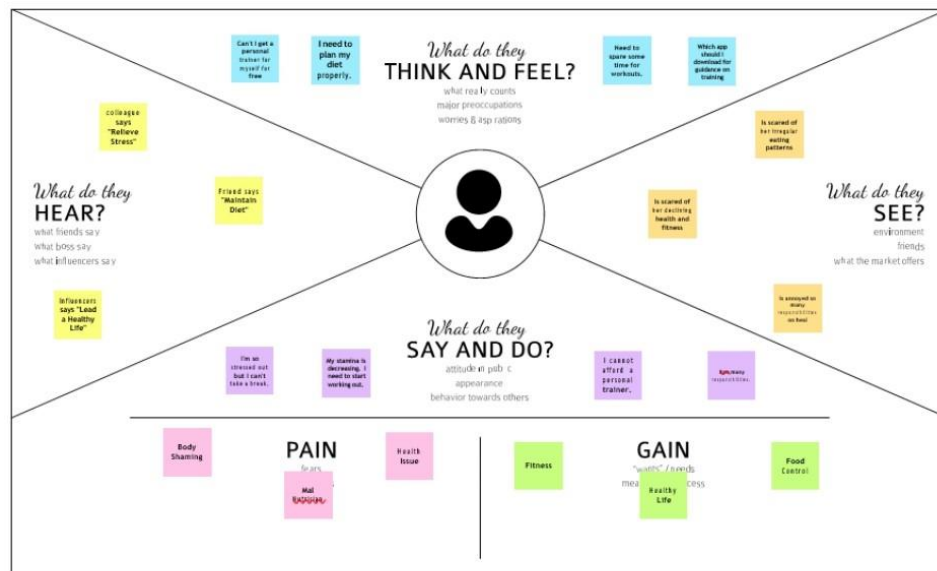 Can't I get a
personal
trainer for
myself for
free
I need to
plan my
diet
properly.
What do they
THINK AND FEEL?
what really counts
major preoccupations
worries & aspirations
Need to
spare some
time for
workouts.
Which app
should I
download for
guidance on
training
colleague
says
"Relieve
Stress"
Friend says
"Maintain
Diet"
What do they
HEAR?
what friends say
what boss say
what influencers say
Influencers
says "Lead
a Healthy
Life"
Is scared of
her irregular
eating
patterns
Is scared of
her declining
health and
fitness
What do they
SEE?
environment
friends
what the market offers
Is annoyed so
many
responsibilities
on her
What do they
SAY AND DO?
attitude in public
appearance
behavior towards others
I'm so
stressed out
but I can't
take a break.
My stamina is
decreasing. I
need to start
working out.
I cannot
afford a
personal
trainer.
many
responsibilities.
PAIN
fears
Body
Shaming
Health
Issue
Mal
GAIN
"wants" / needs
Fitness
Healthy
Life
Food
Control